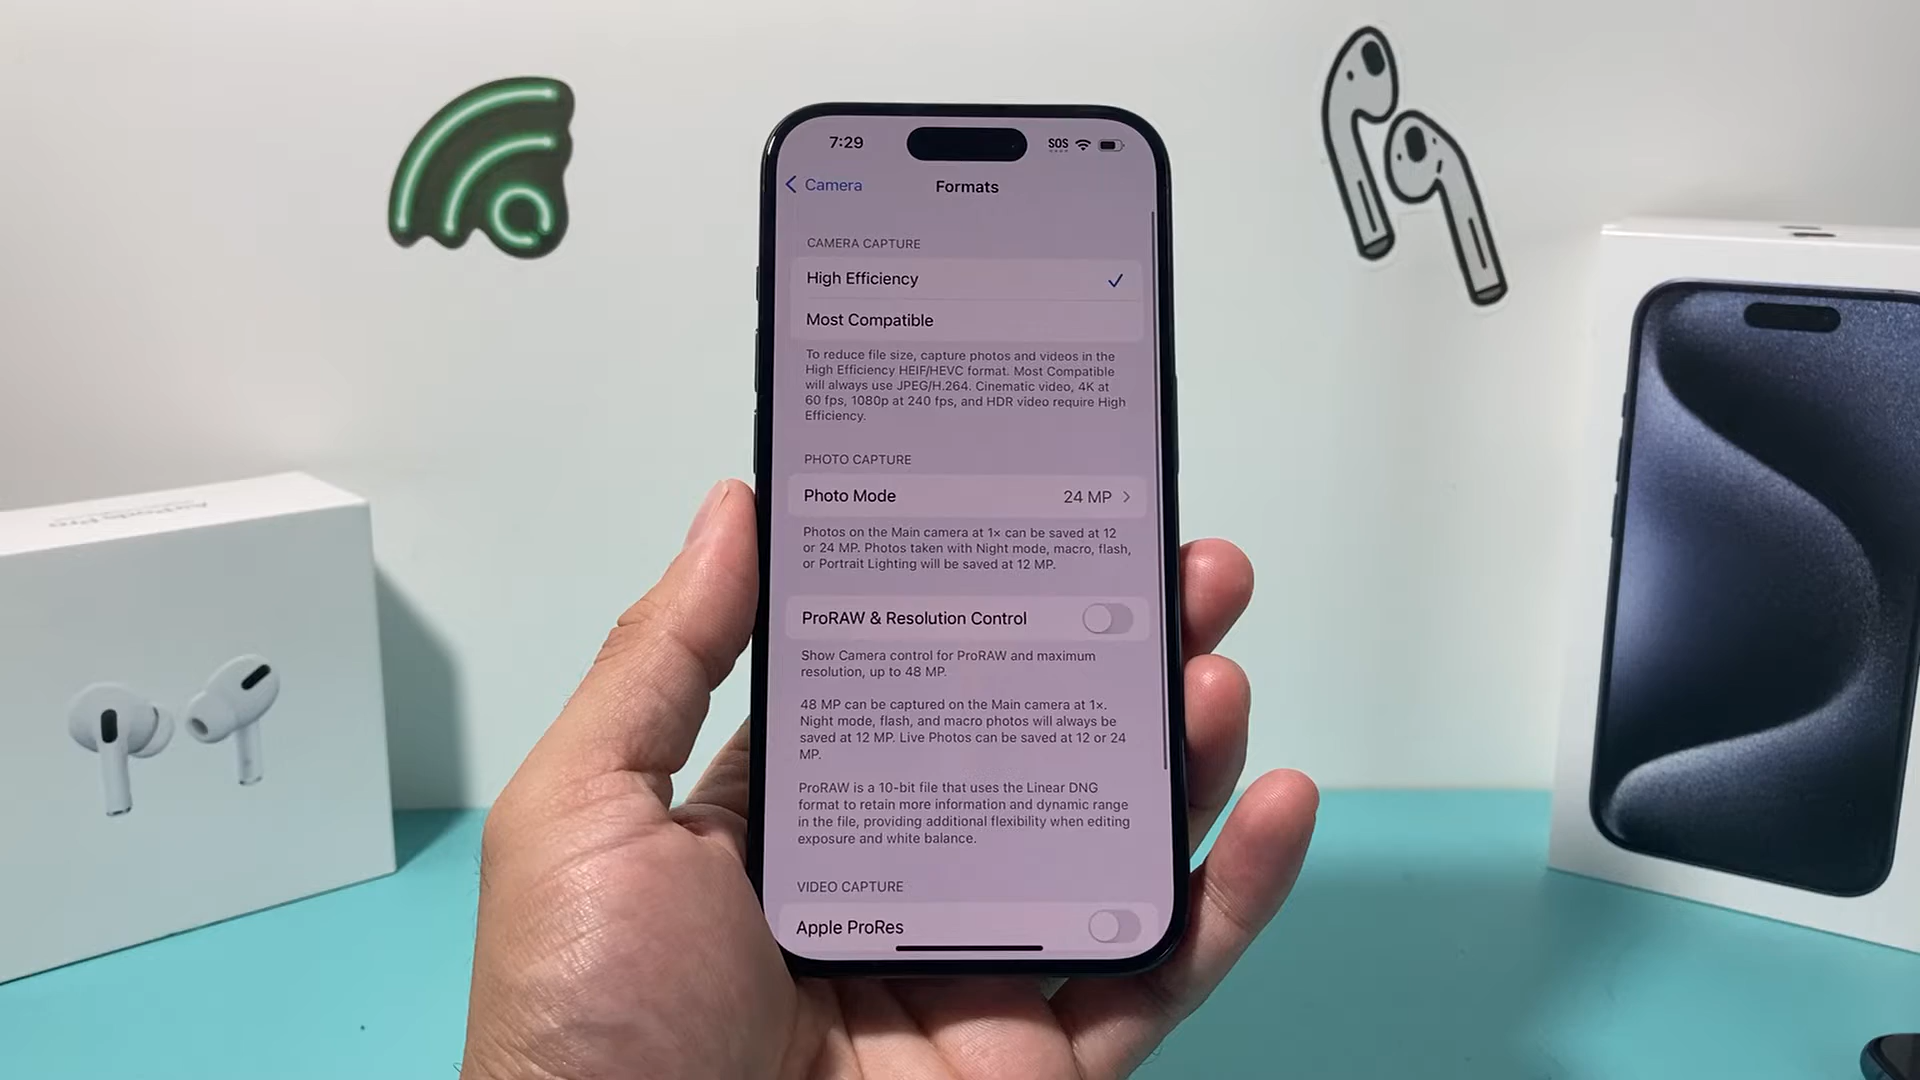 7:29
SOS
Camera
Formats
CAMERA CAPTURE
High Efficiency
Most Compatible
To reduce file size, capture photos and videos in the
High Efficiency HEIF/HEVC format. Most Compatible
will always use JPEG/H.264. Cinematic video, 4K at
60 fps, 1080p at 240 fps, and HDR video require High
Efficiency.
PHOTO CAPTURE
Photo Mode 24 MP
Photos on the Main camera at 1× can be saved at 12
or 24 MP. Photos taken with Night mode, macro, flash,
or Portrait Lighting will be saved at 12 MP.
ProRAW & Resolution Control
Show Camera control for ProRAW and maximum
resolution, up to 48 MP.
48 MP can be captured on the Main camera at 1×.
Night mode, flash, and macro photos will always be
saved at 12 MP. Live Photos can be saved at 12 or 24
MP.
ProRAW is a 10-bit file that uses the Linear DNG
format to retain more information and dynamic range
in the file, providing additional flexibility when editing
exposure and white balance.
VIDEO CAPTURE
Apple ProRes
AirPods Pro